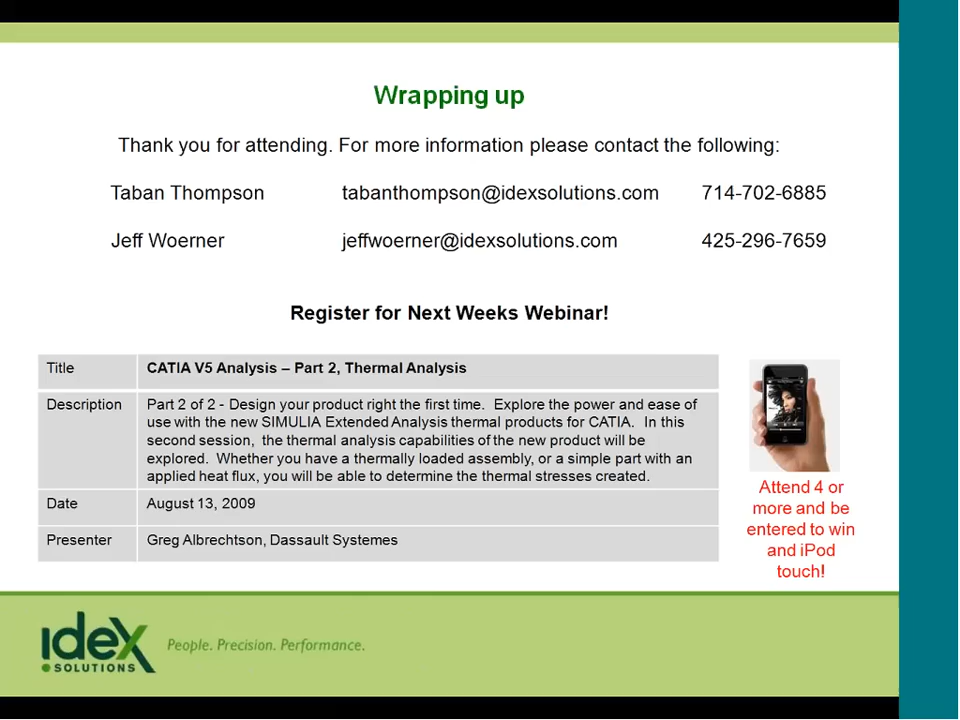 Wrapping up
Thank you for attending. For more information please contact the following:
Taban Thompson tabanthompson@idexsolutions.com 714-702-6885
Jeff Woerner jeffwoerner@idexsolutions.com 425-296-7659
Register for Next Weeks Webinar!
Title CATIA V5 Analysis – Part 2, Thermal Analysis
Description Part 2 of 2 - Design your product right the first time. Explore the power and ease of
use with the new SIMULIA Extended Analysis thermal products for CATIA. In this
second session, the thermal analysis capabilities of the new product will be
explored. Whether you have a thermally loaded assembly, or a simple part with an
applied heat flux, you will be able to determine the thermal stresses created.
Date August 13, 2009
Presenter Greg Albrechtson, Dassault Systemes
Attend 4 or
more and be
entered to win
and iPod
touch!
ideX
SOLUTIONS
People. Precision. Performance.